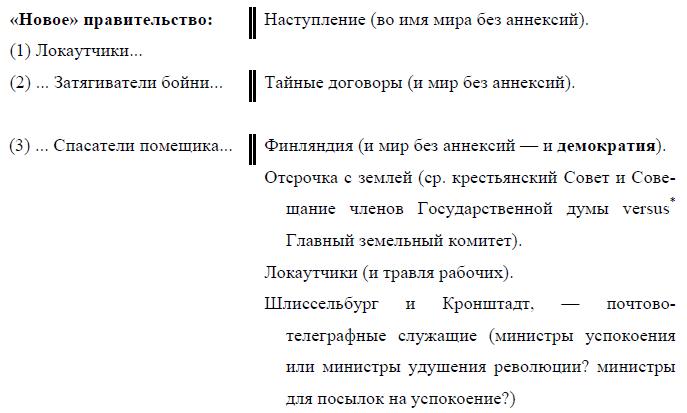 «Новое» правительство:
(1) Локаутчики...
(2) ... Затягиватели бойни...
(3) ... Спасатели помещика...
Наступление (во имя мира без аннексий).
Тайные договоры (и мир без аннексий).
Финляндия (и мир без аннексий — и демократия).
Отсрочка с землей (ср. крестьянский Совет и Сове-
щание членов Государственной думы versus*
Главный земельный комитет).
Локаутчики (и травля рабочих).
Шлиссельбург и Кронштадт, — почтово-
телеграфные служащие (министры успокоения
или министры удушения революции? министры
для посылок на успокоение?)